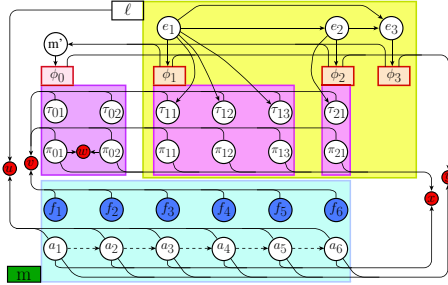 ℓ
e₁ e₂ e₃
m'
ϕ₀ ϕ₁ ϕ₂ ϕ₃
τ₀₁ τ₀₂ τ₁₁ τ₁₂ τ₁₃ τ₂₁
π₀₁ w π₀₂ π₁₁ π₁₂ π₁₃ π₂₁
u v
x
f₁ f₂ f₃ f₄ f₅ f₆
a₁ a₂ a₃ a₄ a₅ a₆
m